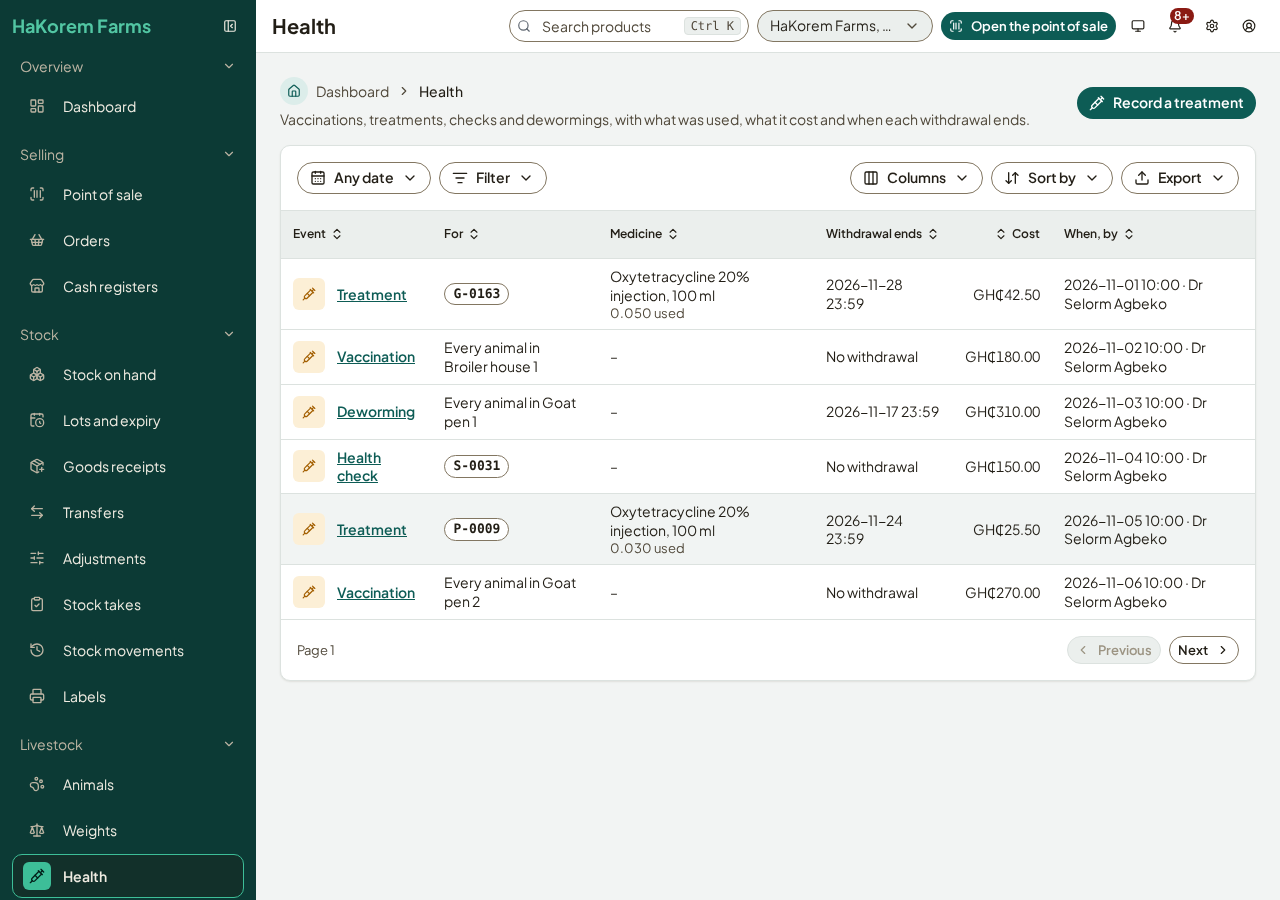 HaKorem Farms
Overview
Dashboard
Selling
Point of sale
Orders
Cash registers
Stock
Stock on hand
Lots and expiry
Goods receipts
Transfers
Adjustments
Stock takes
Stock movements
Labels
Livestock
Animals
Weights
Health
Health
Search products
Ctrl K
HaKorem Farms, ...
Open the point of sale
8+
Dashboard
Health
Vaccinations, treatments, checks and dewormings, with what was used, what it cost and when each withdrawal ends.
Record a treatment
Any date
Filter
Columns
Sort by
Export
Event
For
Medicine
Withdrawal ends
Cost
When, by
Treatment
G-0163
Oxytetracycline 20%
injection, 100 ml
0.050 used
2026-11-28
23:59
GH₵42.50
2026-11-01 10:00 · Dr
Selorm Agbeko
Vaccination
Every animal in
Broiler house 1
–
No withdrawal
GH₵180.00
2026-11-02 10:00 · Dr
Selorm Agbeko
Deworming
Every animal in Goat
pen 1
–
2026-11-17 23:59
GH₵310.00
2026-11-03 10:00 · Dr
Selorm Agbeko
Health
check
S-0031
–
No withdrawal
GH₵150.00
2026-11-04 10:00 · Dr
Selorm Agbeko
Treatment
P-0009
Oxytetracycline 20%
injection, 100 ml
0.030 used
2026-11-24
23:59
GH₵25.50
2026-11-05 10:00 · Dr
Selorm Agbeko
Vaccination
Every animal in Goat
pen 2
–
No withdrawal
GH₵270.00
2026-11-06 10:00 · Dr
Selorm Agbeko
Page 1
Previous
Next